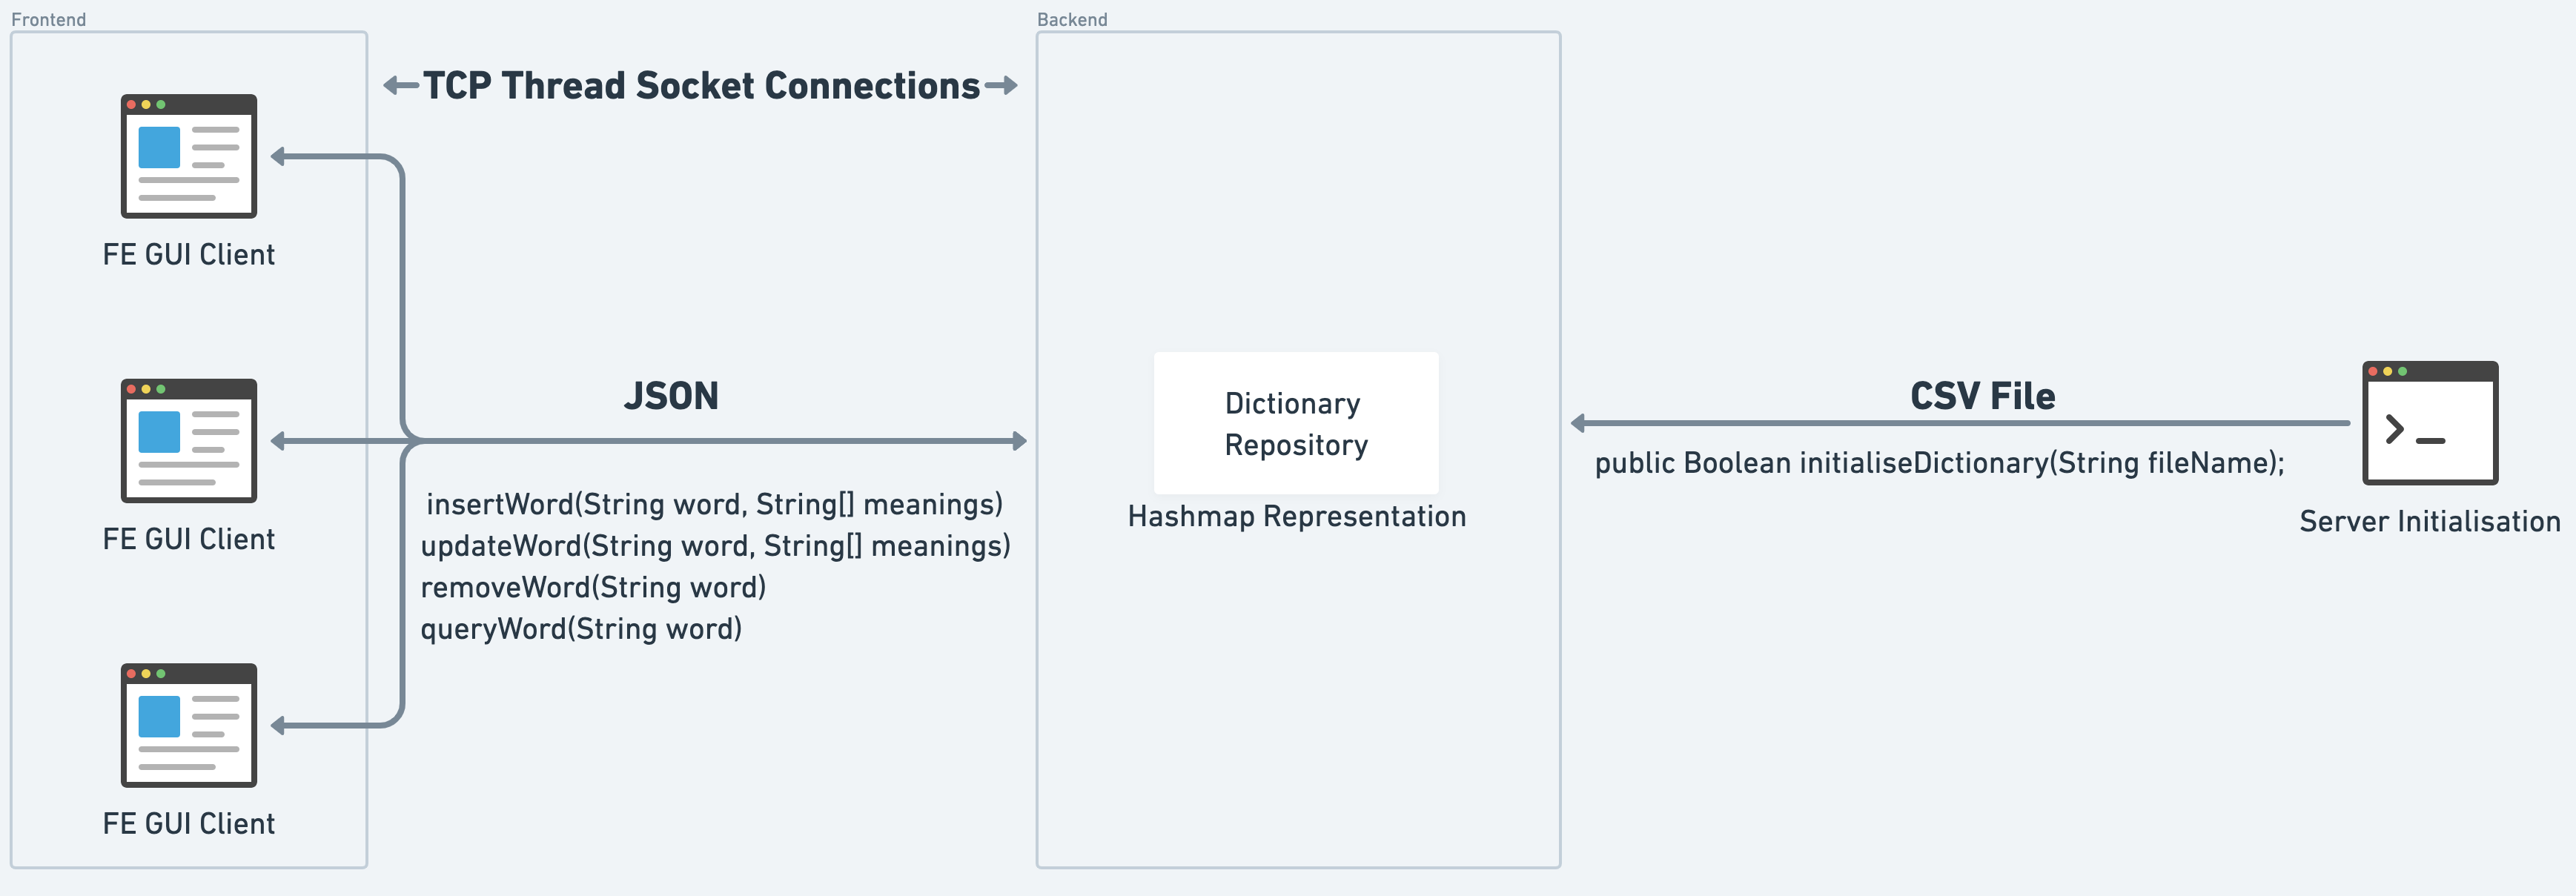 Frontend
Backend
TCP Thread Socket Connections
FE GUI Client
FE GUI Client
FE GUI Client
JSON
insertWord(String word, String[] meanings)
updateWord(String word, String[] meanings)
removeWord(String word)
queryWord(String word)
Dictionary
Repository
Hashmap Representation
CSV File
public Boolean initialiseDictionary(String fileName);
Server Initialisation